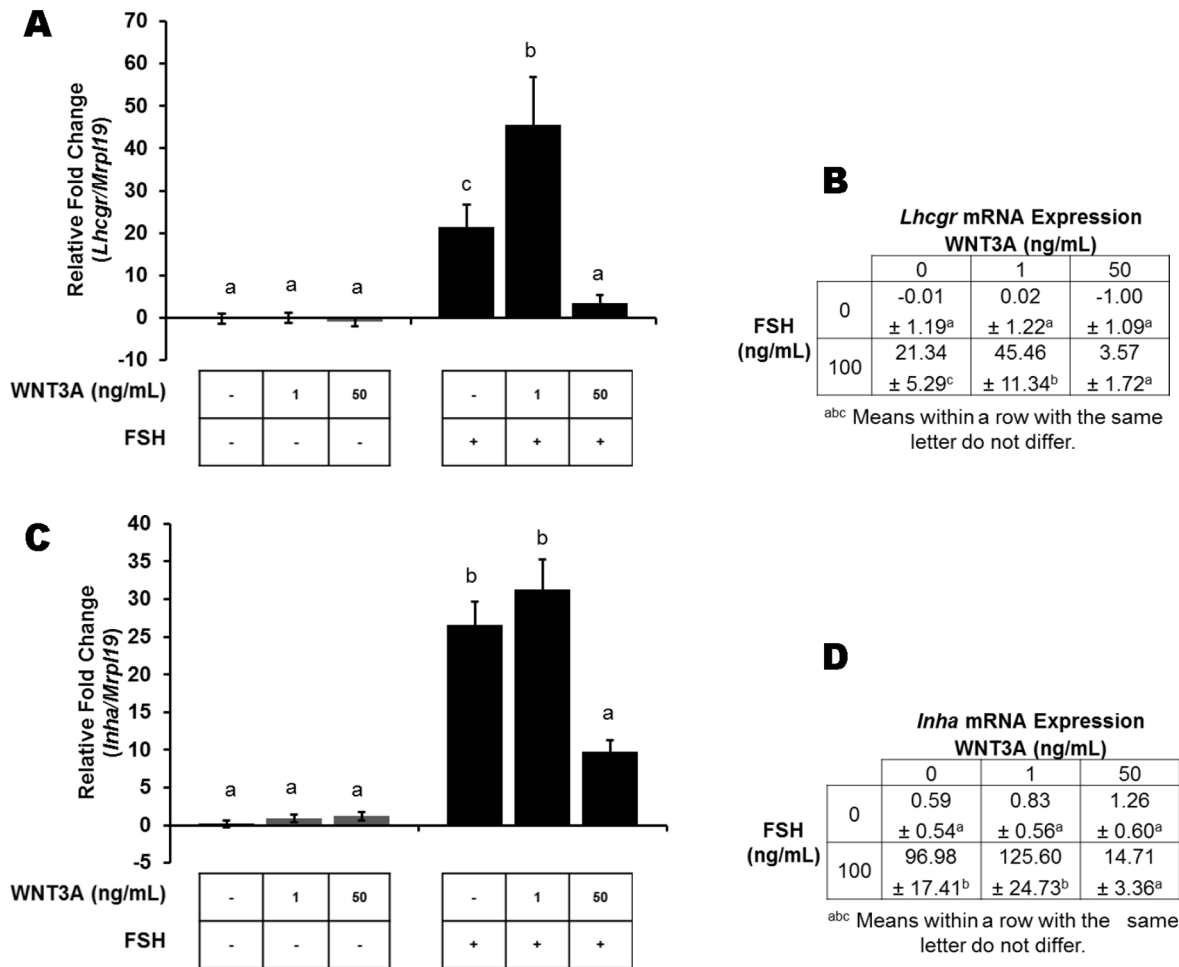 A
Relative Fold Change
(Lhcgr/Mrpl19)
70
60
50
40
30
20
10
0
-10
a
a
a
c
b
a
WNT3A (ng/mL)
- 1 50 - 1 50
FSH
- - - + + +
B
Lhcgr mRNA Expression
WNT3A (ng/mL)
0 1 50
FSH
(ng/mL)
0
-0.01 0.02 -1.00
± 1.19ᵃ ± 1.22ᵃ ± 1.09ᵃ
100
21.34 45.46 3.57
± 5.29ᶜ ± 11.34ᵇ ± 1.72ᵃ
ᵃᵇᶜ Means within a row with the same
letter do not differ.
C
Relative Fold Change
(Inha/Mrpl19)
40
35
30
25
20
15
10
5
0
-5
a
a
a
b
b
a
WNT3A (ng/mL)
- 1 50 - 1 50
FSH
- - - + + +
D
Inha mRNA Expression
WNT3A (ng/mL)
0 1 50
FSH
(ng/mL)
0
0.59 0.83 1.26
± 0.54ᵃ ± 0.56ᵃ ± 0.60ᵃ
100
96.98 125.60 14.71
± 17.41ᵇ ± 24.73ᵇ ± 3.36ᵃ
ᵃᵇᶜ Means within a row with the same
letter do not differ.